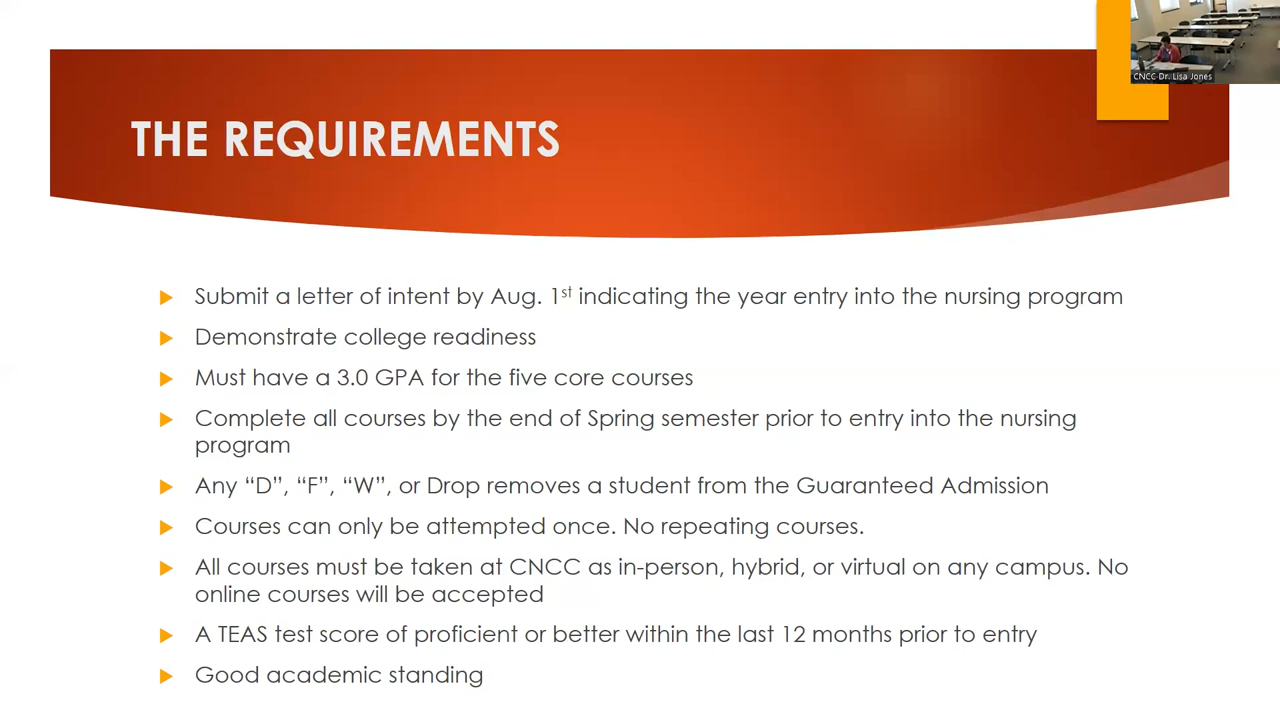 CNCC-Dr. Lisa Jones
THE REQUIREMENTS
Submit a letter of intent by Aug. 1st indicating the year entry into the nursing program
Demonstrate college readiness
Must have a 3.0 GPA for the five core courses
Complete all courses by the end of Spring semester prior to entry into the nursing
program
Any “D”, “F”, “W”, or Drop removes a student from the Guaranteed Admission
Courses can only be attempted once. No repeating courses.
All courses must be taken at CNCC as in-person, hybrid, or virtual on any campus. No
online courses will be accepted
A TEAS test score of proficient or better within the last 12 months prior to entry
Good academic standing